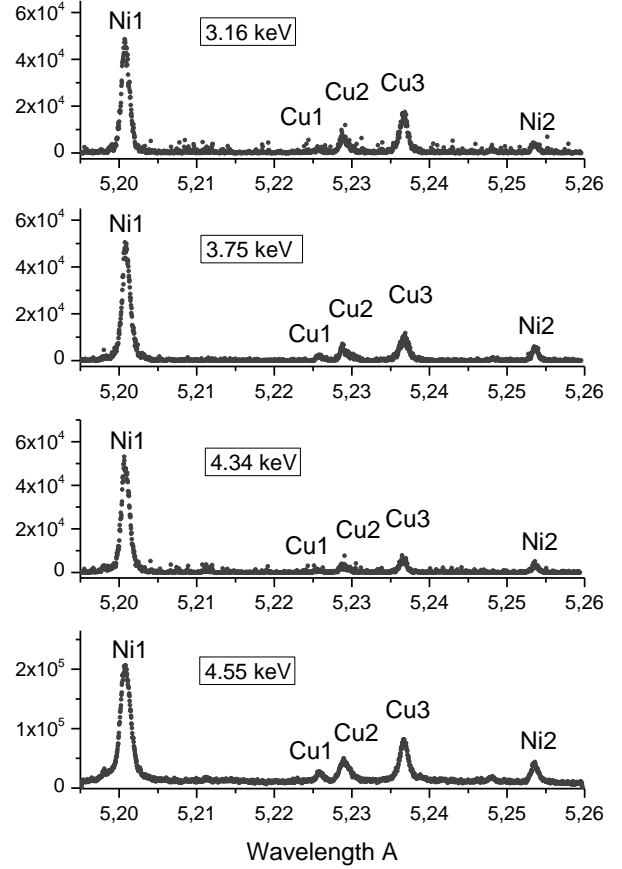 6x10⁴
4x10⁴
2x10⁴
0
Ni1
3.16 keV
Cu1
Cu2
Cu3
Ni2
5,20 5,21 5,22 5,23 5,24 5,25 5,26
6x10⁴
4x10⁴
2x10⁴
0
Ni1
3.75 keV
Cu1
Cu2
Cu3
Ni2
5,20 5,21 5,22 5,23 5,24 5,25 5,26
6x10⁴
4x10⁴
2x10⁴
0
Ni1
4.34 keV
Cu1
Cu2
Cu3
Ni2
5,20 5,21 5,22 5,23 5,24 5,25 5,26
2x10⁵
1x10⁵
0
Ni1
4.55 keV
Cu1
Cu2
Cu3
Ni2
5,20 5,21 5,22 5,23 5,24 5,25 5,26
Wavelength A